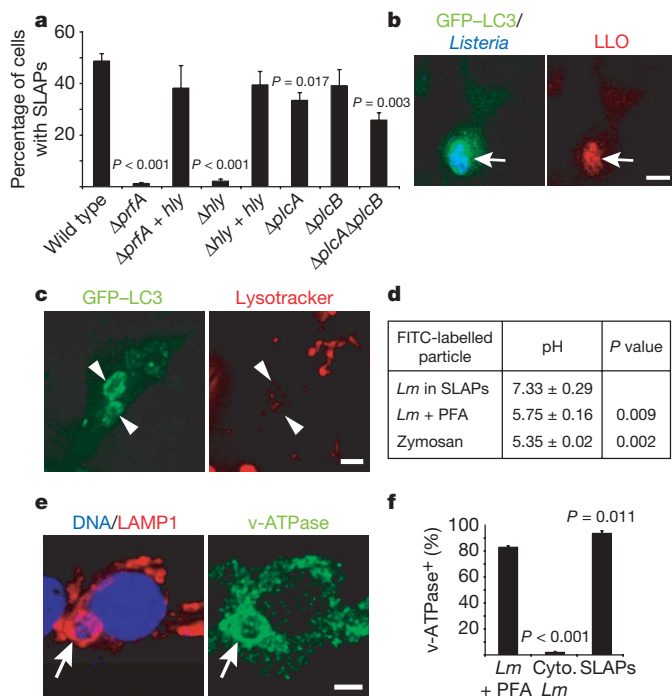 a
Percentage of cells
with SLAPs
60
40
20
P < 0.001
P < 0.001
P = 0.017
P = 0.003
Wild type
ΔprfA
ΔprfA + hly
Δhly
Δhly + hly
ΔplcA
ΔplcB
ΔplcAΔplcB
b
GFP–LC3/
Listeria
LLO
c
GFP–LC3
Lysotracker
d
FITC-labelled
particle
pH
P value
Lm in SLAPs
7.33 ± 0.29
Lm + PFA
5.75 ± 0.16
0.009
Zymosan
5.35 ± 0.02
0.002
e
DNA/LAMP1
v-ATPase
f
v-ATPase+ (%)
100
80
60
40
20
P < 0.001
P = 0.011
Lm
+ PFA
Cyto.
Lm
SLAPs